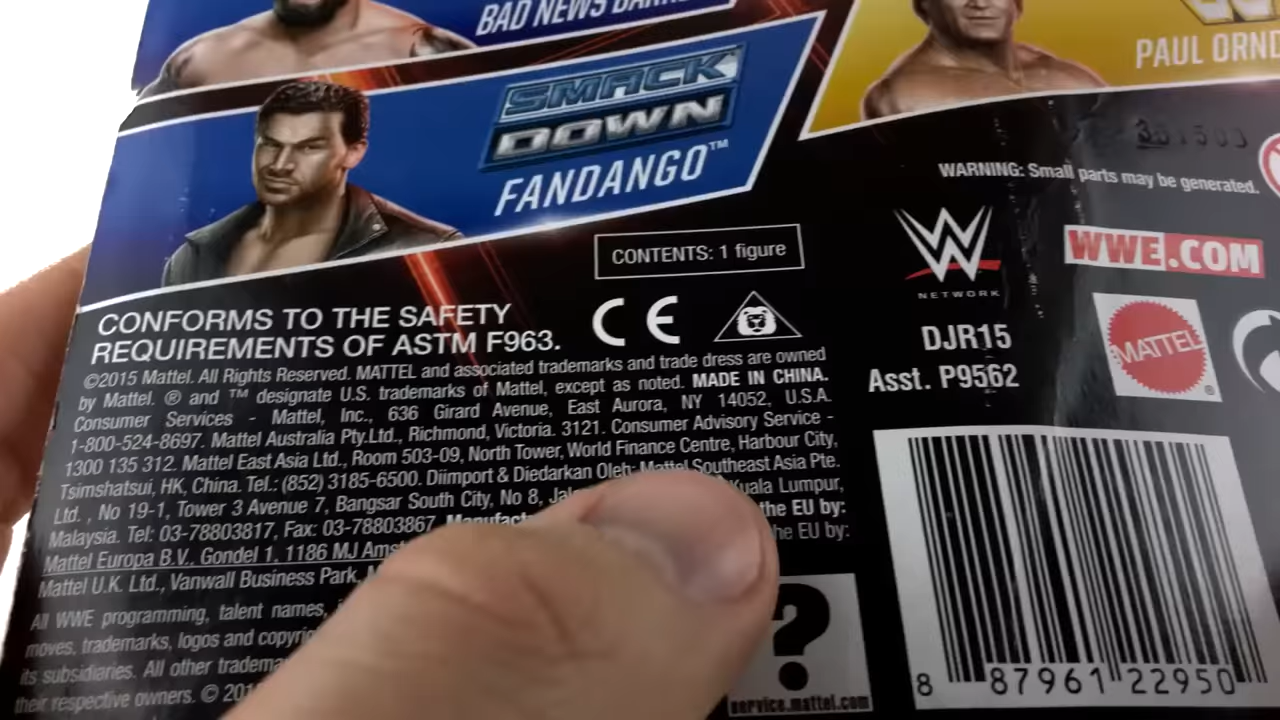 BAD NEWS
SMACK
DOWN
FANDANGO™
PAUL
WARNING: Small parts may be generated.
CONTENTS: 1 figure
W
NETWORK
WWE.COM
CONFORMS TO THE SAFETY
REQUIREMENTS OF ASTM F963.
CE
MATTEL
®
DJR15
Asst. P9562
©2015 Mattel. All Rights Reserved. MATTEL and associated trademarks and trade dress are owned
by Mattel. ® and ™ designate U.S. trademarks of Mattel, except as noted. MADE IN CHINA.
Consumer Services - Mattel, Inc., 636 Girard Avenue, East Aurora, NY 14052, U.S.A.
1-800-524-8697. Mattel Australia Pty.Ltd., Richmond, Victoria. 3121. Consumer Advisory Service -
1300 135 312. Mattel East Asia Ltd., Room 503-09, North Tower, World Finance Centre, Harbour City,
Tsimshatsui, HK, China. Tel.: (852) 3185-6500. Diimport & Diedarkan Oleh: Mattel Southeast Asia Pte.
Ltd. , No 19-1, Tower 3 Avenue 7, Bangsar South City, No 8, Kuala Lumpur,
Malaysia. Tel: 03-78803817, Fax: 03-78803867. the EU by:
Mattel Europa B.V., Gondel 1, 1186 MJ the EU by:
Mattel U.K. Ltd., Vanwall Business Park,
All WWE programming, talent names,
moves, trademarks, logos and
its subsidiaries. All other
their respective owners. ©
?
service.mattel.com
8 87961 22950